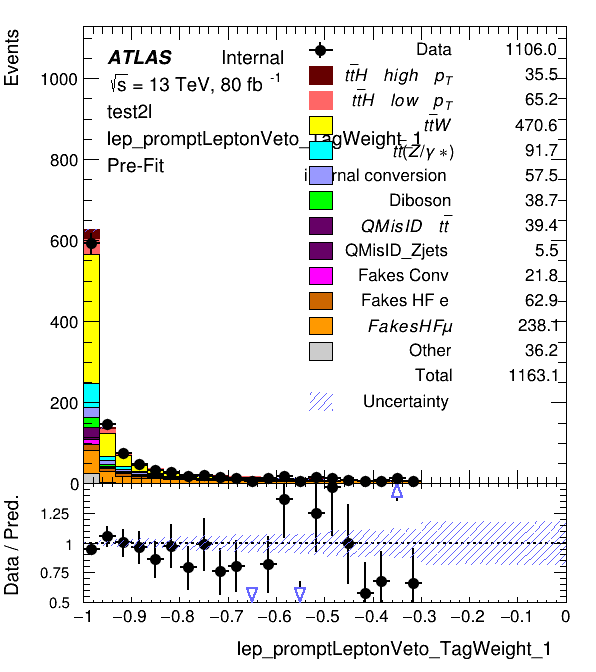 Events
ATLAS Internal
√s = 13 TeV, 80 fb -1
test2l
lep_promptLeptonVeto_TagWeight_1
Pre-Fit
Data 1106.0
tt̅H high p_T 35.5
tt̅H low p_T 65.2
tt̅W 470.6
tt̅(Z/γ*) 91.7
internal conversion 57.5
Diboson 38.7
QMisID tt̅ 39.4
QMisID_Zjets 5.5
Fakes Conv 21.8
Fakes HF e 62.9
FakesHFμ 238.1
Other 36.2
Total 1163.1
Uncertainty
1000
800
600
400
200
0
Data / Pred.
1.25
1
0.75
0.5
−1 −0.9 −0.8 −0.7 −0.6 −0.5 −0.4 −0.3 −0.2 −0.1 0
lep_promptLeptonVeto_TagWeight_1